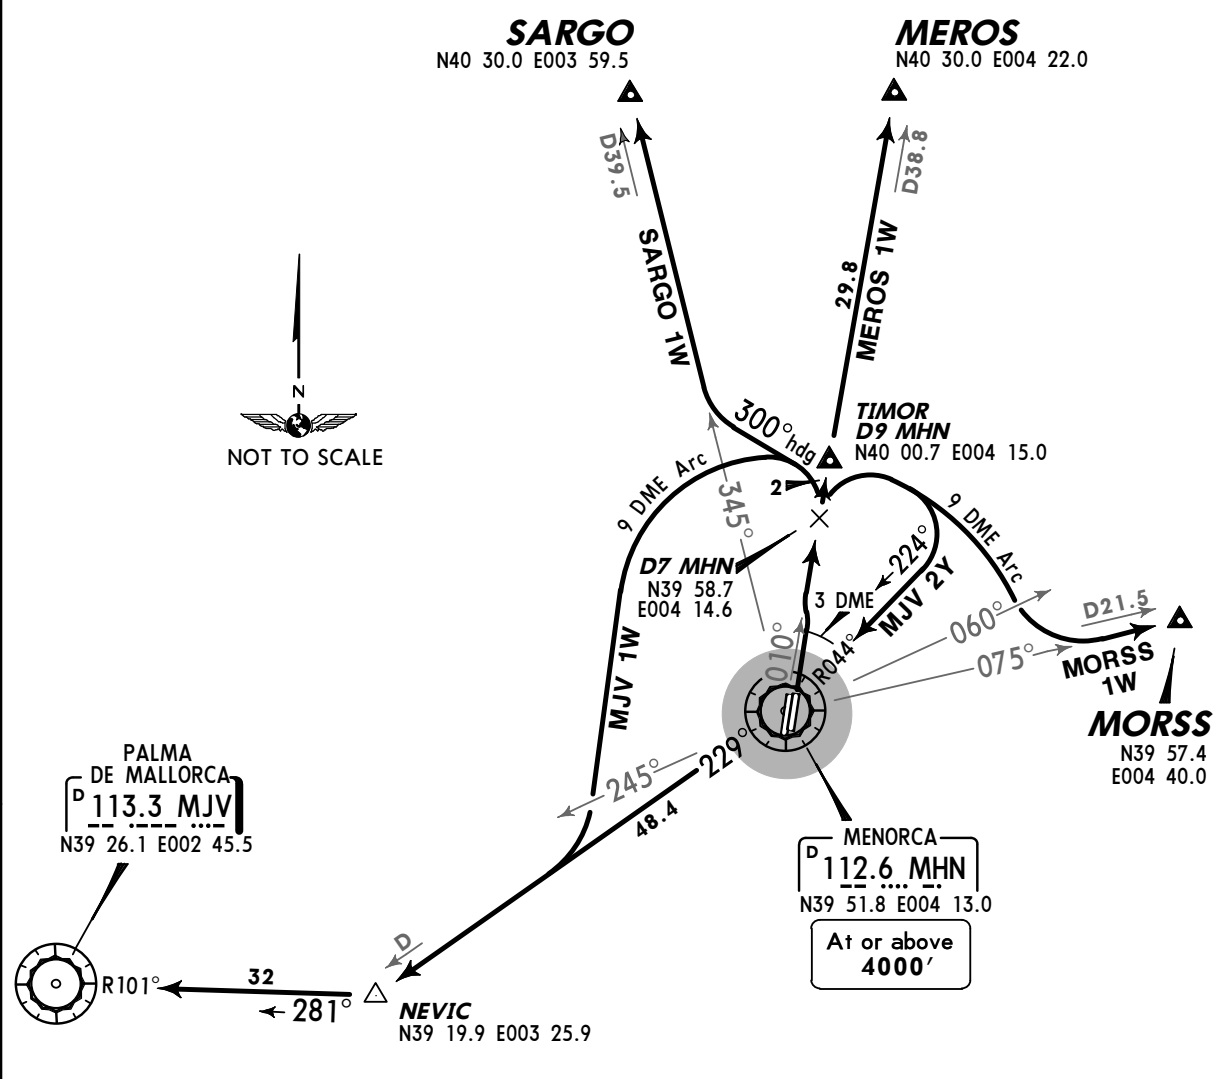 SARGO
N40 30.0 E003 59.5
MEROS
N40 30.0 E004 22.0
D39.5
D38.8
SARGO 1W
MEROS 1W
29.8
N
NOT TO SCALE
300° hdg
TIMOR
D9 MHN
N40 00.7 E004 15.0
9 DME Arc
2
345°
9 DME Arc
D7 MHN
N39 58.7
E004 14.6
224°
MJV 2Y
3 DME
010°
R044°
060°
D21.5
075°
MORSS
1W
MORSS
N39 57.4
E004 40.0
MJV 1W
245°
229°
48.4
PALMA
DE MALLORCA
D 113.3 MJV
N39 26.1 E002 45.5
MENORCA
D 112.6 MHN
N39 51.8 E004 13.0
At or above
4000'
D
R101°
32
281°
NEVIC
N39 19.9 E003 25.9